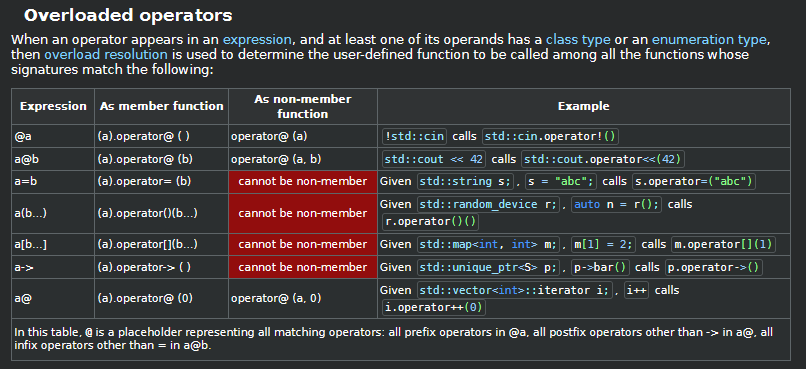 Overloaded operators
When an operator appears in an expression, and at least one of its operands has a class type or an enumeration type,
then overload resolution is used to determine the user-defined function to be called among all the functions whose
signatures match the following:
Expression As member function As non-member function Example
@a (a).operator@ ( ) operator@ (a) !std::cin calls std::cin.operator!()
a@b (a).operator@ (b) operator@ (a, b) std::cout << 42 calls std::cout.operator<<(42)
a=b (a).operator= (b) cannot be non-member Given std::string s;, s = "abc"; calls s.operator=("abc")
a(b...) (a).operator()(b...) cannot be non-member Given std::random_device r;, auto n = r(); calls
r.operator()()
a[b...] (a).operator[](b...) cannot be non-member Given std::map<int, int> m;, m[1] = 2; calls m.operator[](1)
a-> (a).operator-> ( ) cannot be non-member Given std::unique_ptr<S> p;, p->bar() calls p.operator->()
a@ (a).operator@ (0) operator@ (a, 0) Given std::vector<int>::iterator i;, i++ calls
i.operator++(0)
In this table, @ is a placeholder representing all matching operators: all prefix operators in @a, all postfix operators other than -> in a@, all
infix operators other than = in a@b.